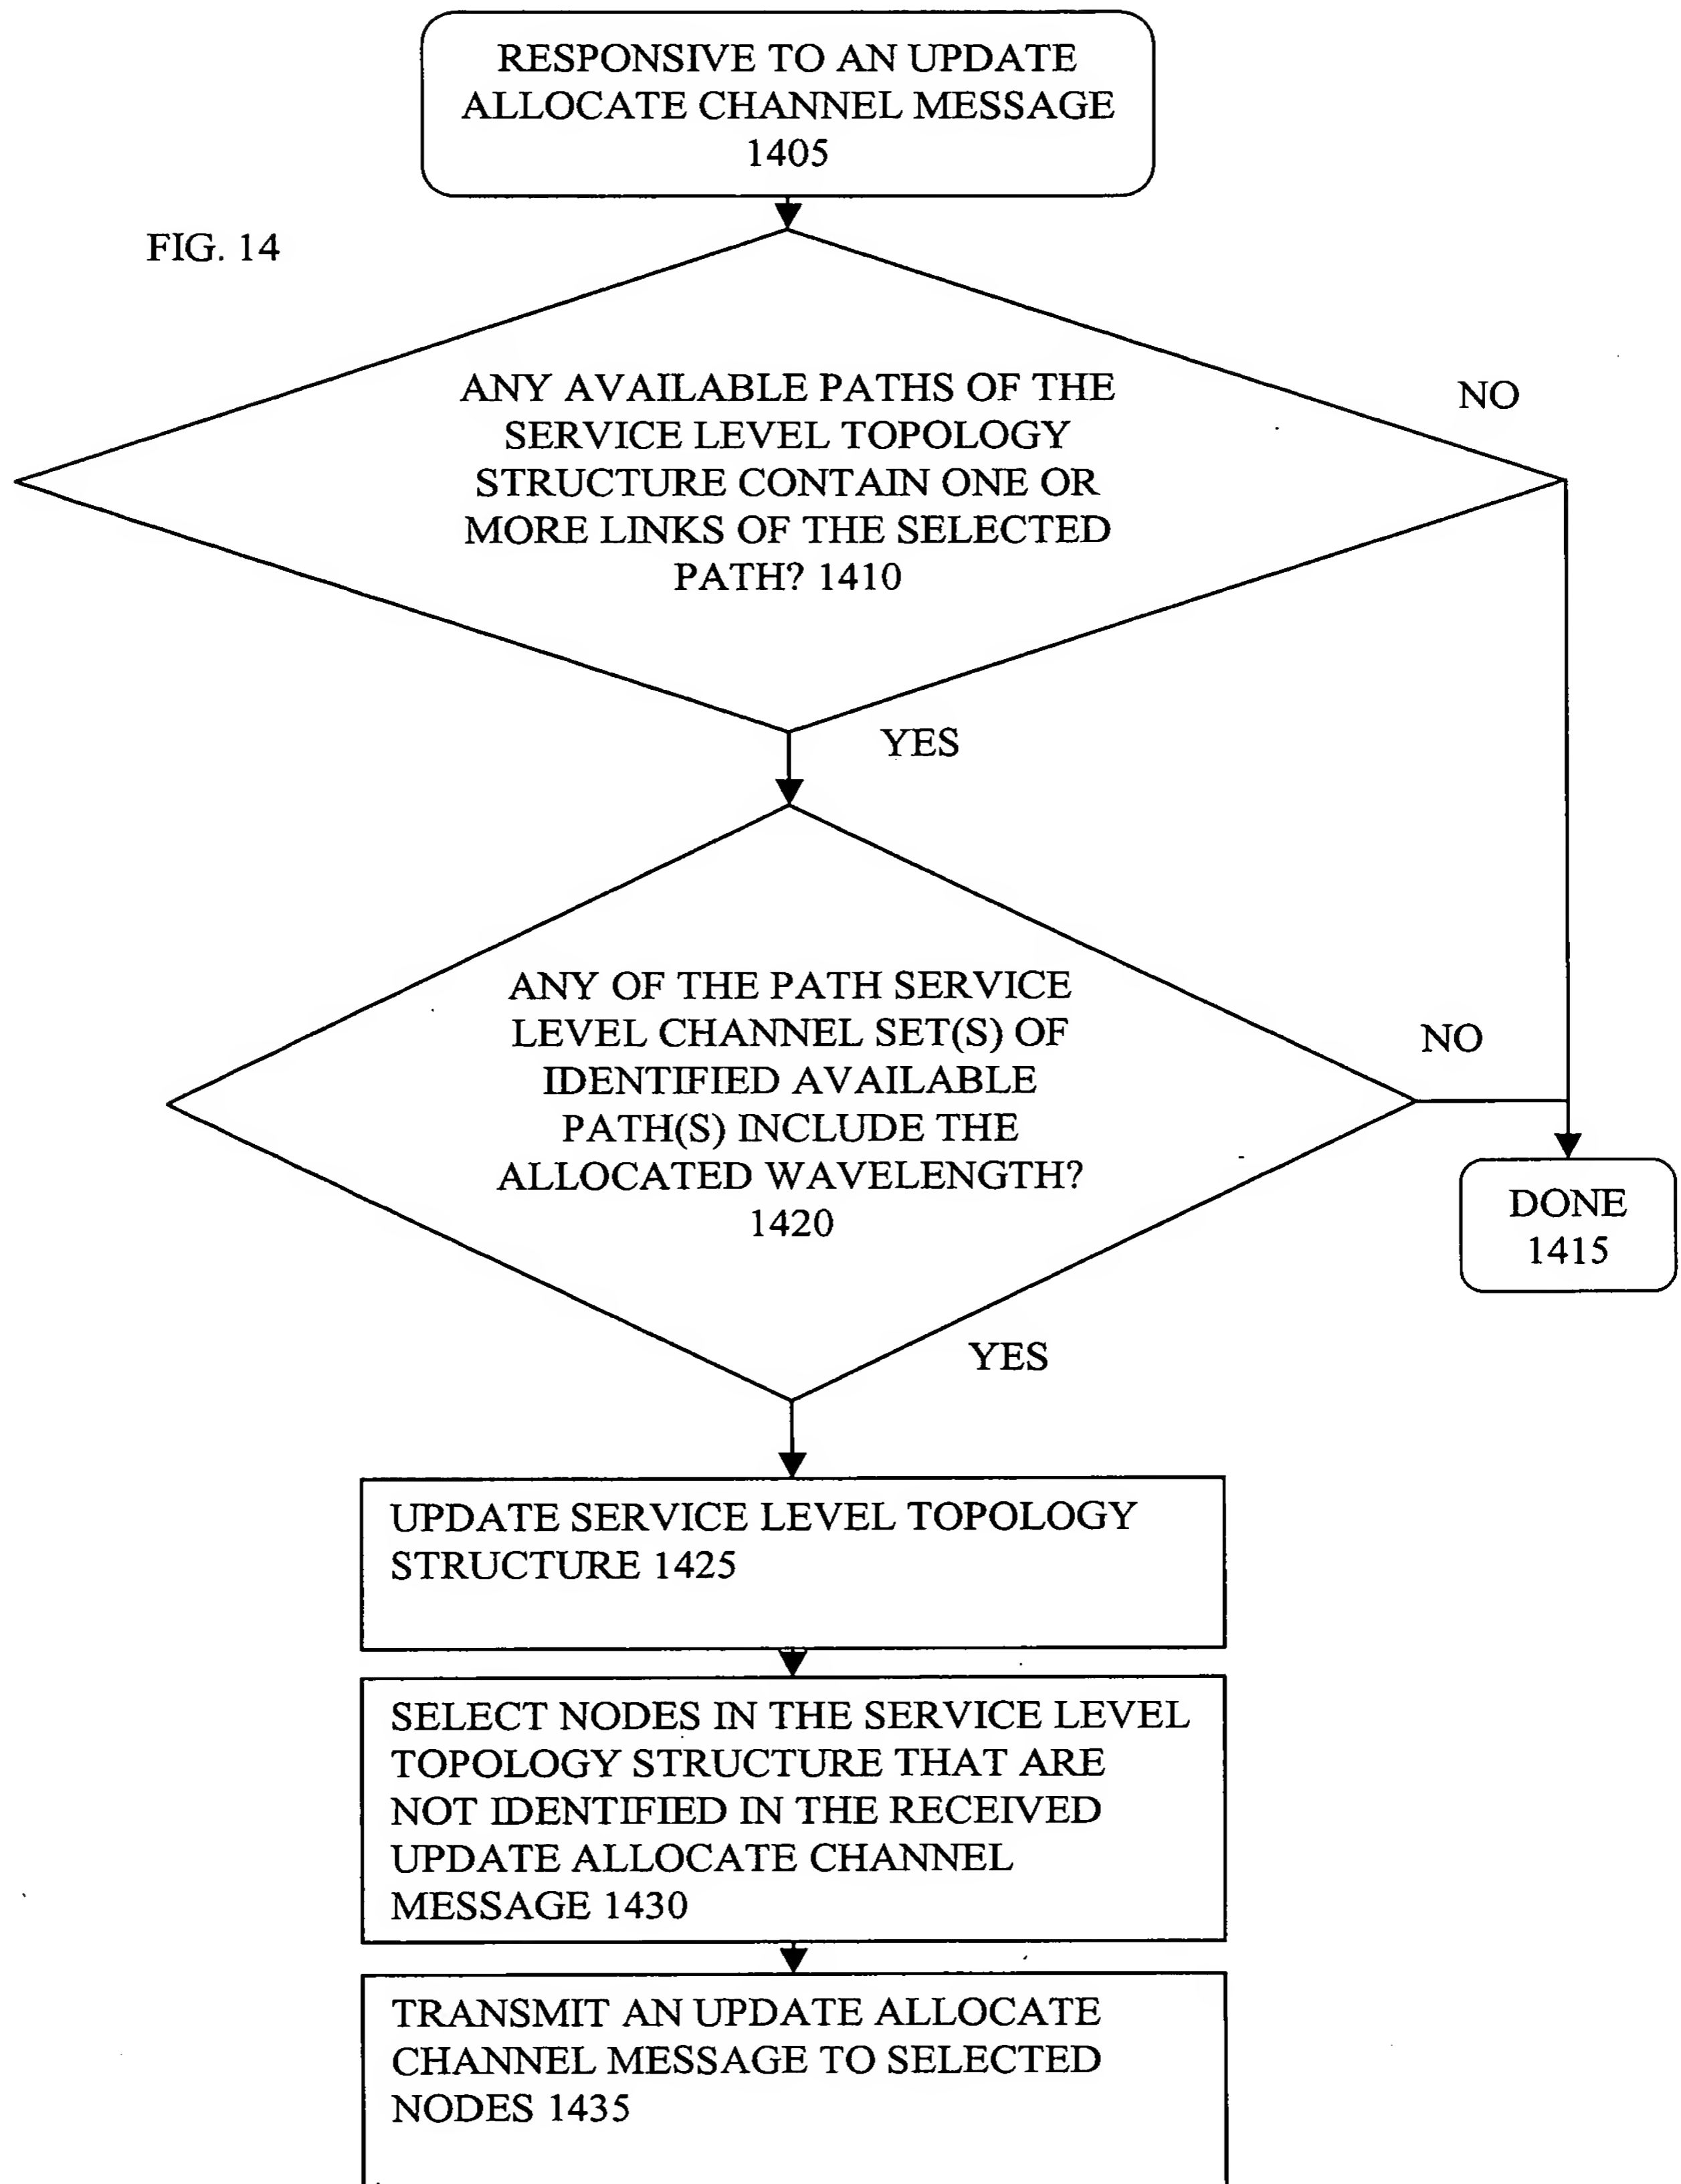 RESPONSIVE TO AN UPDATE
ALLOCATE CHANNEL MESSAGE
1405
FIG. 14
ANY AVAILABLE PATHS OF THE
SERVICE LEVEL TOPOLOGY
STRUCTURE CONTAIN ONE OR
MORE LINKS OF THE SELECTED
PATH? 1410
NO
YES
ANY OF THE PATH SERVICE
LEVEL CHANNEL SET(S) OF
IDENTIFIED AVAILABLE
PATH(S) INCLUDE THE
ALLOCATED WAVELENGTH?
1420
NO
DONE
1415
YES
UPDATE SERVICE LEVEL TOPOLOGY
STRUCTURE 1425
SELECT NODES IN THE SERVICE LEVEL
TOPOLOGY STRUCTURE THAT ARE
NOT IDENTIFIED IN THE RECEIVED
UPDATE ALLOCATE CHANNEL
MESSAGE 1430
TRANSMIT AN UPDATE ALLOCATE
CHANNEL MESSAGE TO SELECTED
NODES 1435